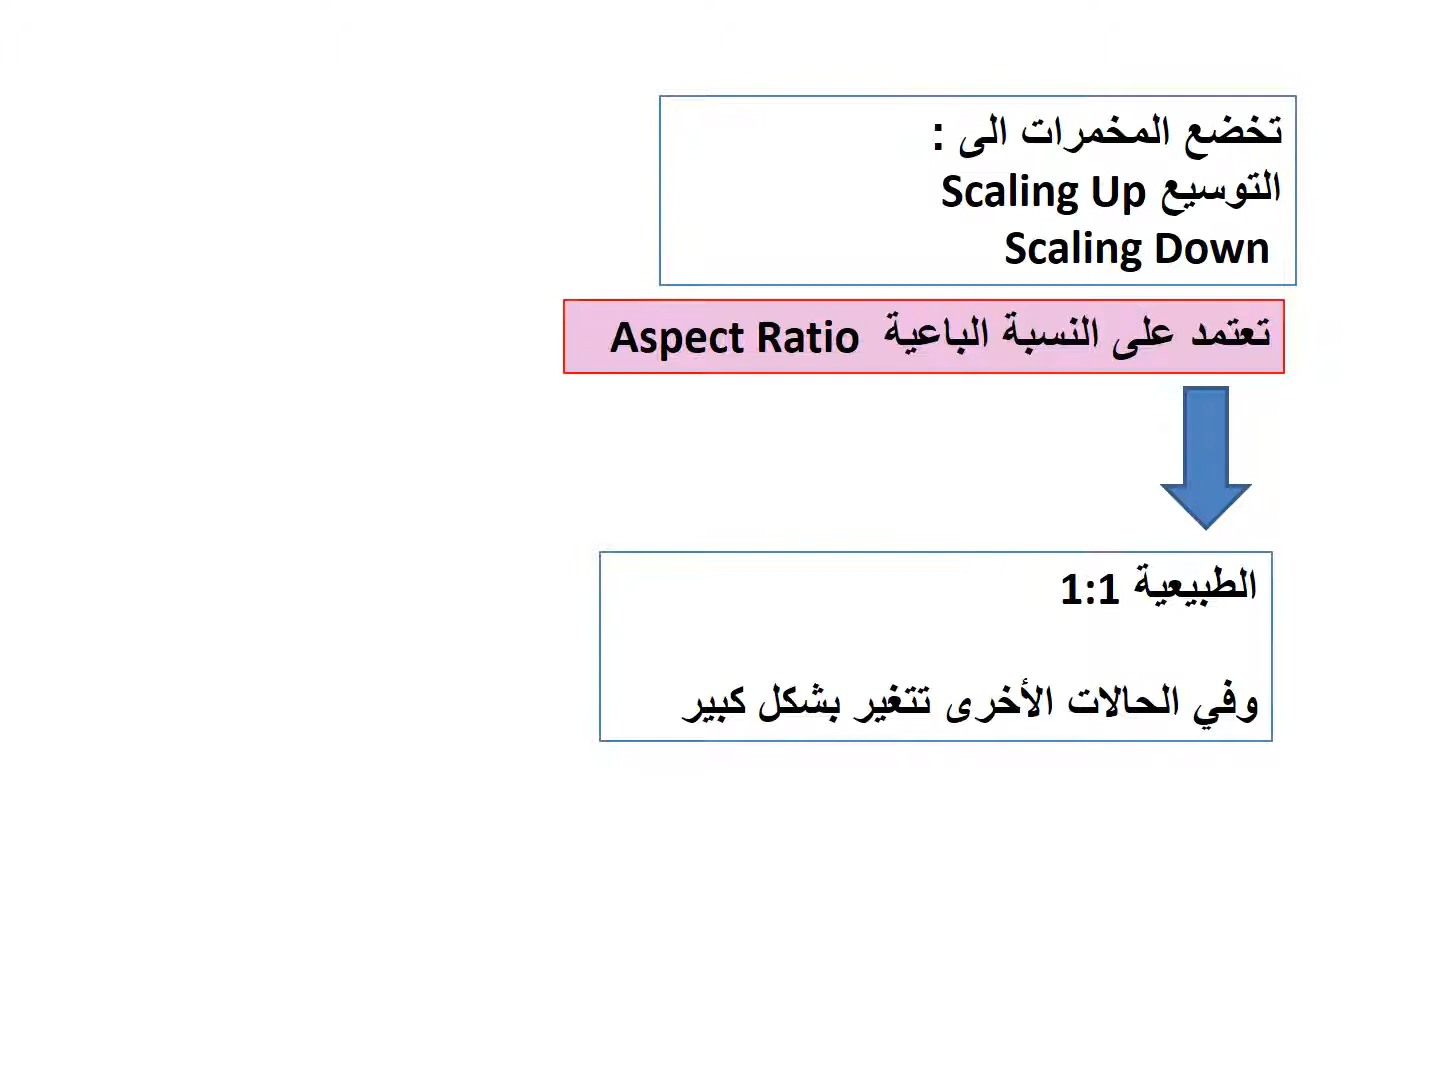 تخضع المخمرات الى :
التوسيع Scaling Up
Scaling Down
تعتمد على النسبة الباعية Aspect Ratio
الطبيعية 1:1
وفي الحالات الأخرى تتغير بشكل كبير